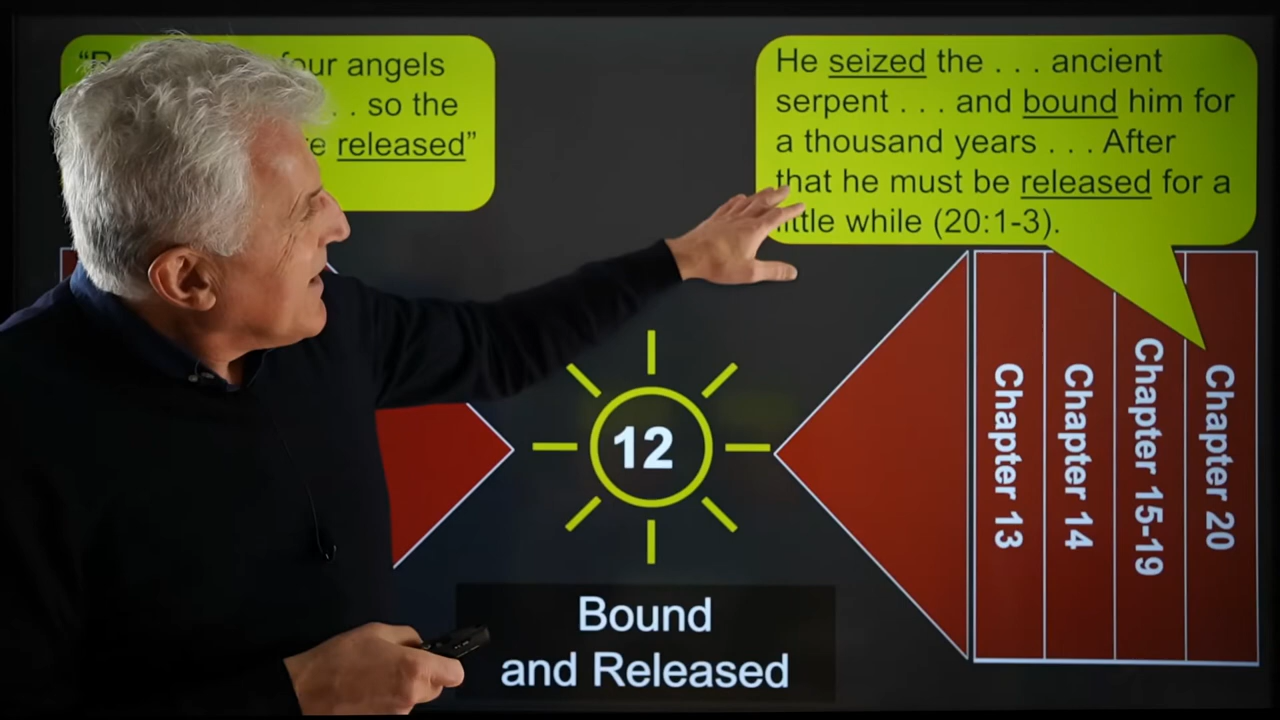 four angels
. . so the
released”
He seized the . . . ancient
serpent . . . and bound him for
a thousand years . . . After
that he must be released for a
little while (20:1-3).
12
Chapter 13
Chapter 14
Chapter 15-19
Chapter 20
Bound
and Released